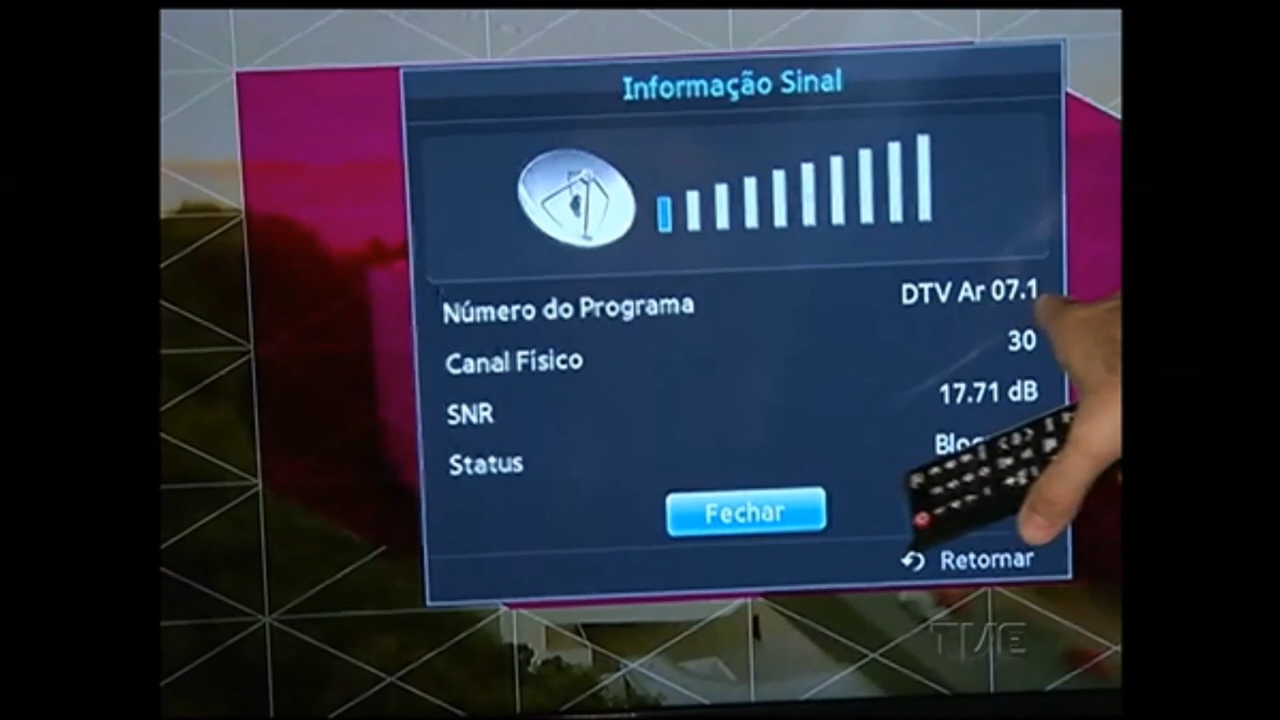 Informação Sinal
Número do Programa DTV Ar 07.1
Canal Físico 30
SNR 17.71 dB
Status
Fechar
Retornar
TVE